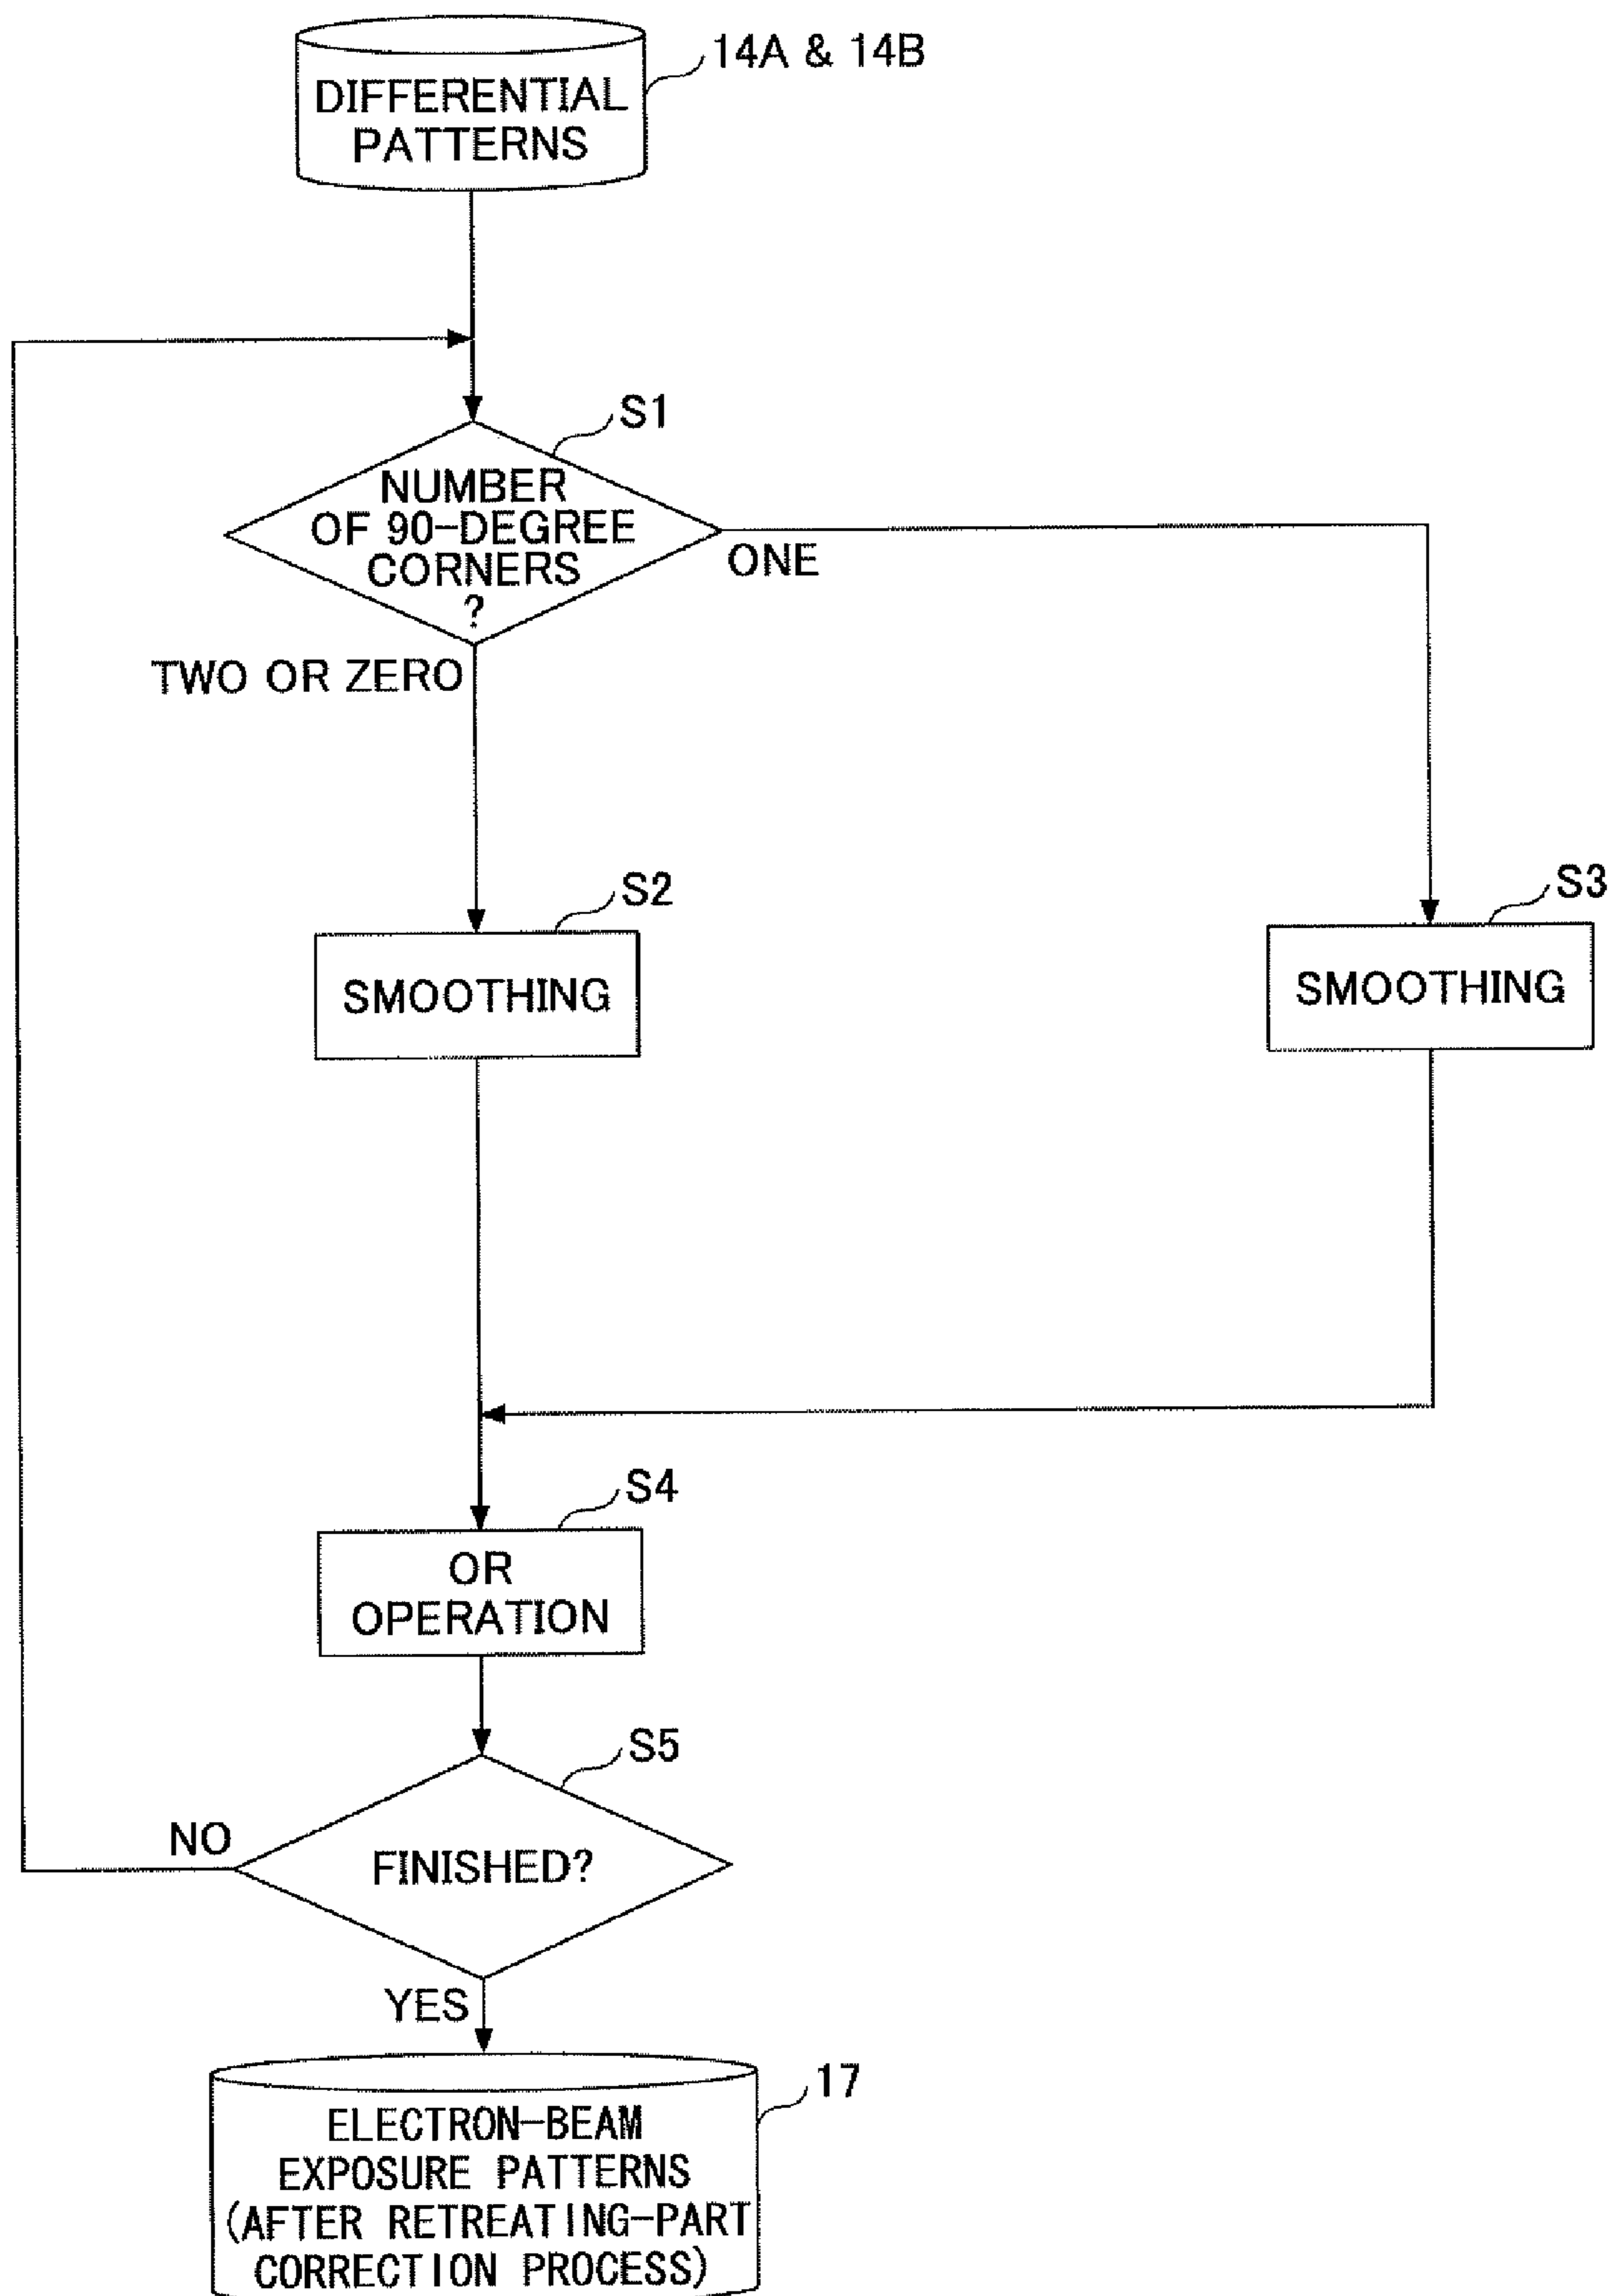 14A & 14B
DIFFERENTIAL
PATTERNS
S1
NUMBER
OF 90-DEGREE
CORNERS
?
ONE
TWO OR ZERO
S2
SMOOTHING
S3
SMOOTHING
S4
OR
OPERATION
S5
FINISHED?
NO
YES
17
ELECTRON-BEAM
EXPOSURE PATTERNS
(AFTER RETREATING-PART
CORRECTION PROCESS)